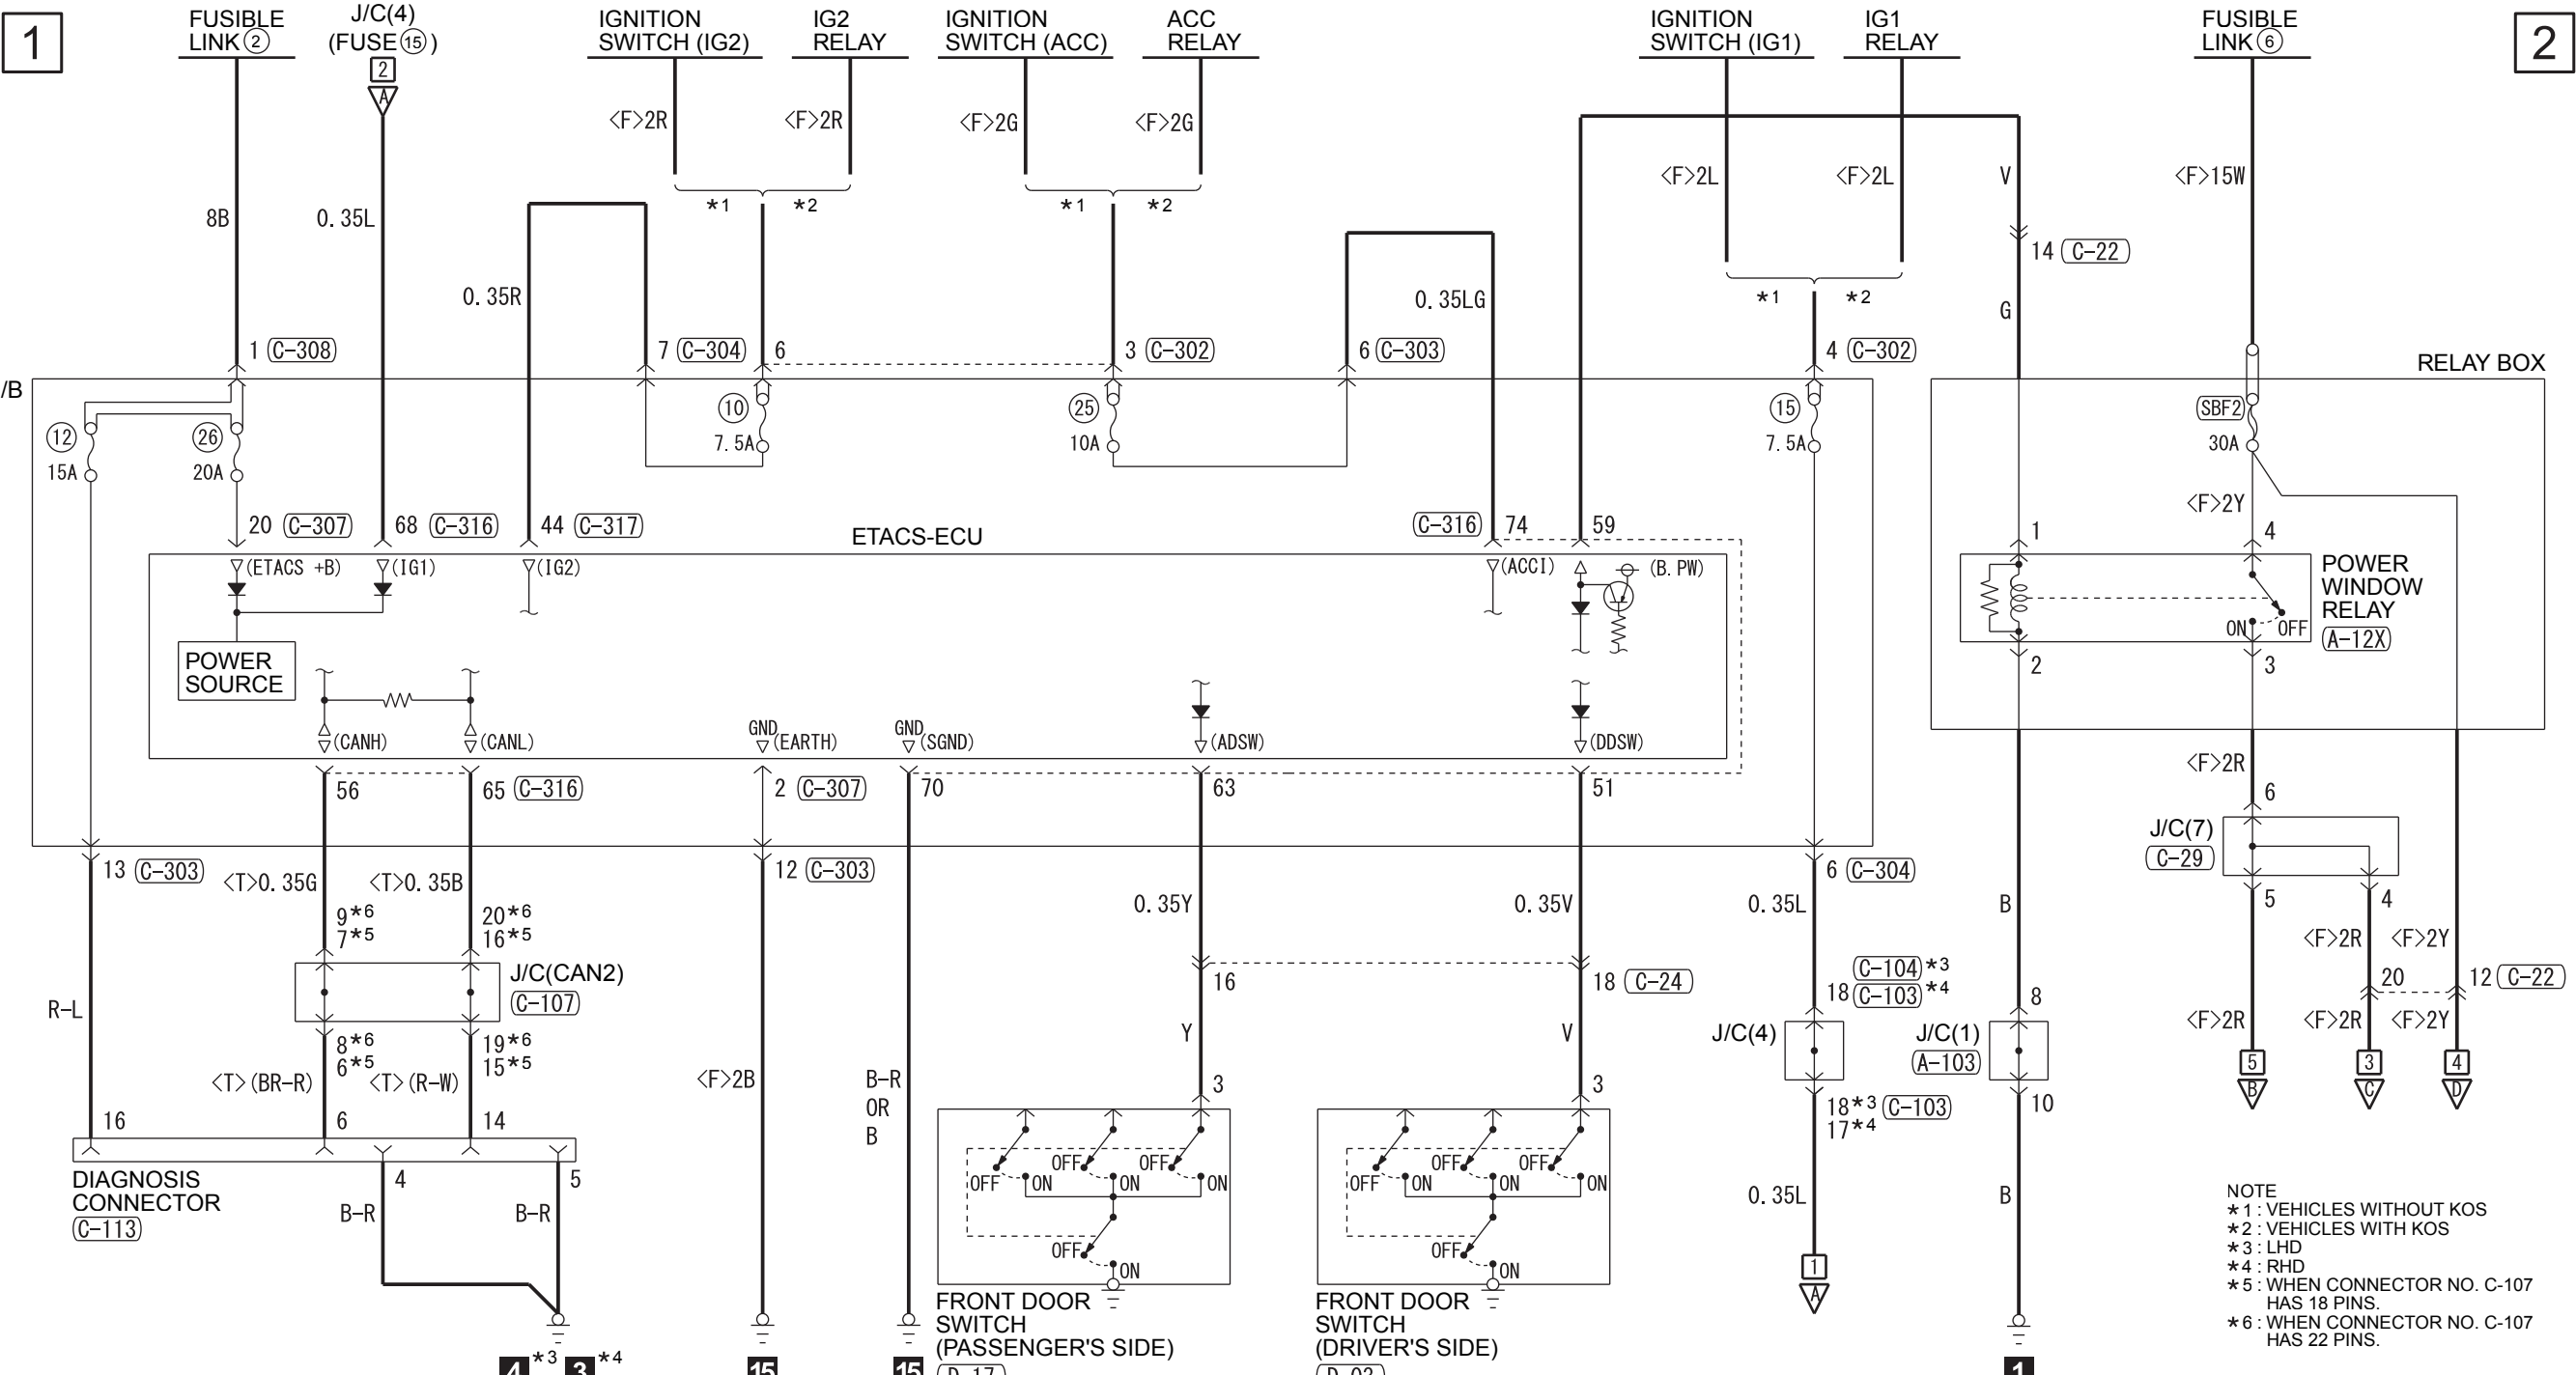 1
FUSIBLE
LINK ②
J/C(4)
(FUSE ⑮)
2
A
IGNITION
SWITCH (IG2)
IG2
RELAY
IGNITION
SWITCH (ACC)
ACC
RELAY
IGNITION
SWITCH (IG1)
IG1
RELAY
FUSIBLE
LINK ⑥
2
<F>2R
<F>2R
<F>2G
<F>2G
<F>2L
<F>2L
V
<F>15W
*1 *2
*1 *2
8B
0.35L
14 C-22
0.35R
0.35LG
*1 *2
G
1 C-308
7 C-304
6
3 C-302
6 C-303
4 C-302
/B
RELAY BOX
⑫
15A
㉖
20A
⑩
7.5A
㉕
10A
⑮
7.5A
SBF2
30A
<F>2Y
20 C-307
68 C-316
44 C-317
ETACS-ECU
C-316 74
59
1
4
(ETACS +B)
(IG1)
(IG2)
(ACCI)
(B.PW)
POWER
WINDOW
RELAY
A-12X
ON OFF
POWER
SOURCE
2
3
(CANH)
(CANL)
GND
(EARTH)
GND
(SGND)
(ADSW)
(DDSW)
56
65 C-316
2 C-307
70
63
51
<F>2R
6
J/C(7)
C-29
13 C-303
12 C-303
6 C-304
<T>0.35G
<T>0.35B
0.35Y
0.35V
0.35L
B
5
4
9*6
7*5
20*6
16*5
<F>2R
<F>2Y
J/C(CAN2)
C-107
16
18 C-24
C-104 *3
18 C-103 *4
20
12 C-22
R-L
8
8*6
6*5
19*6
15*5
Y
V
J/C(4)
J/C(1)
A-103
<F>2R
<F>2R
<F>2Y
<T>(BR-R)
<T>(R-W)
<F>2B
B-R
OR
B
5
B
3
C
4
D
16
6
14
3
3
18*3 C-103
17*4
10
DIAGNOSIS
CONNECTOR
C-113
4
5
B-R
B-R
OFF ON
OFF ON
OFF ON
OFF ON
OFF ON
OFF ON
OFF ON
OFF ON
0.35L
B
1
A
FRONT DOOR
SWITCH
(PASSENGER'S SIDE)
FRONT DOOR
SWITCH
(DRIVER'S SIDE)
NOTE
*1 : VEHICLES WITHOUT KOS
*2 : VEHICLES WITH KOS
*3 : LHD
*4 : RHD
*5 : WHEN CONNECTOR NO. C-107
HAS 18 PINS.
*6 : WHEN CONNECTOR NO. C-107
HAS 22 PINS.
4 *3 3 *4
15
15
D-17
1